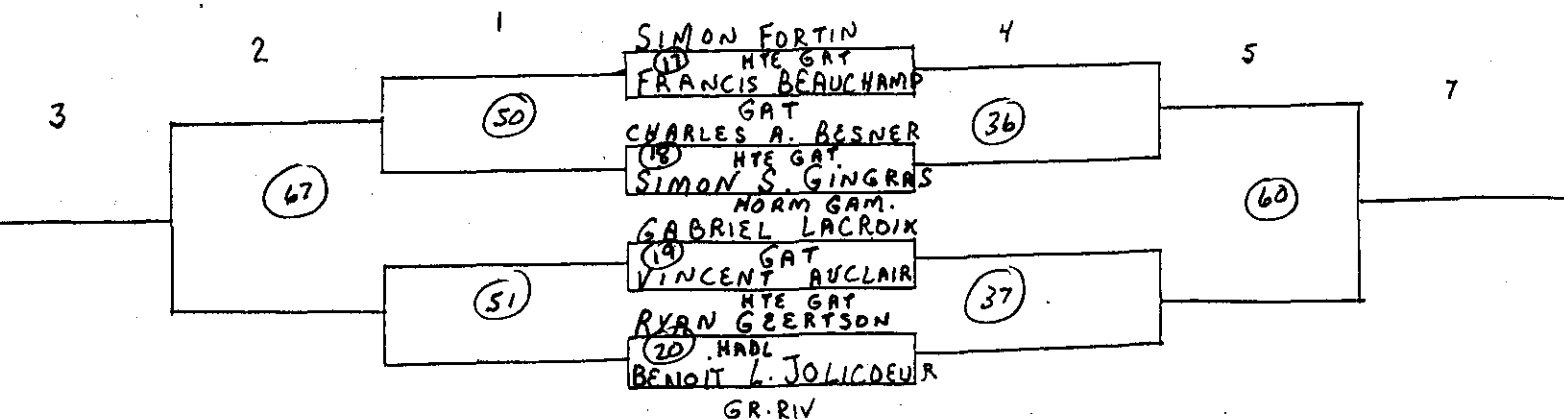 1
2
3
4
5
7
SIMON FORTIN
17 HTE GAT
FRANCIS BEAUCHAMP
GAT
50
36
CHARLES A. BESNER
18 HTE GAT.
SIMON S. GINGRAS
NORM GAM.
67
60
GABRIEL LACROIX
19 GAT
VINCENT AUCLAIR
HTE GAT
51
37
RYAN GEERTSON
20 HADL
BENOIT L. JOLICOEUR
GR.RIV